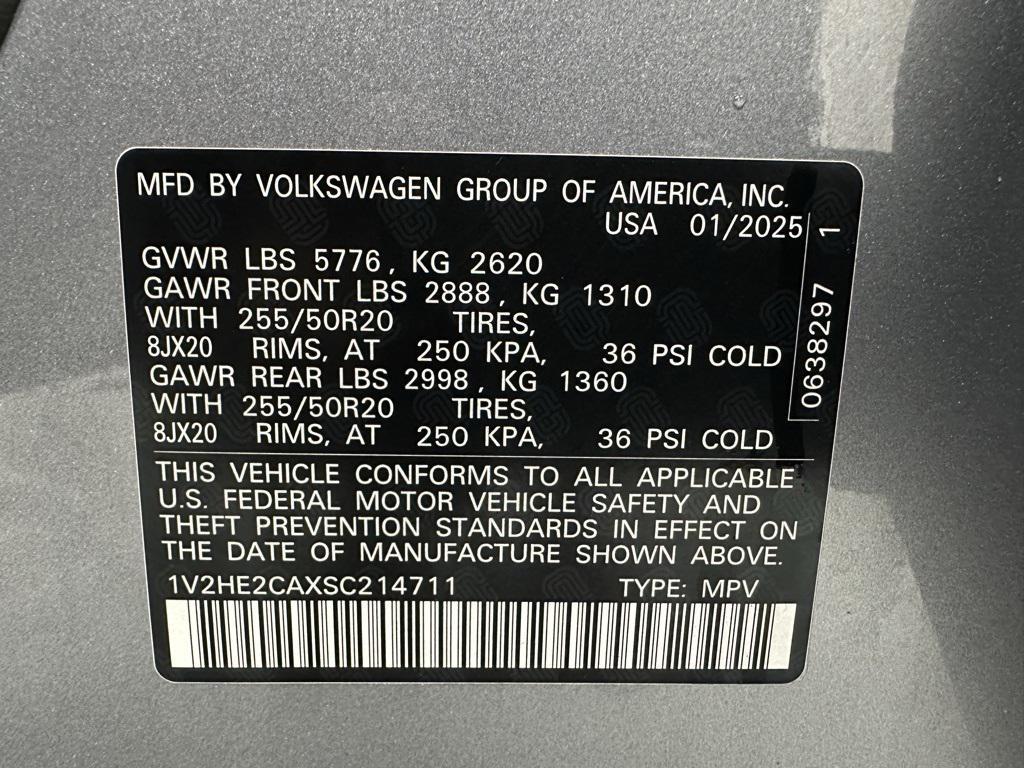 MFD BY VOLKSWAGEN GROUP OF AMERICA, INC.
USA 01/2025
GVWR LBS 5776, KG 2620
GAWR FRONT LBS 2888, KG 1310
WITH 255/50R20 TIRES,
8JX20 RIMS, AT 250 KPA, 36 PSI COLD
GAWR REAR LBS 2998, KG 1360
WITH 255/50R20 TIRES,
8JX20 RIMS, AT 250 KPA, 36 PSI COLD
THIS VEHICLE CONFORMS TO ALL APPLICABLE
U.S. FEDERAL MOTOR VEHICLE SAFETY AND
THEFT PREVENTION STANDARDS IN EFFECT ON
THE DATE OF MANUFACTURE SHOWN ABOVE.
1V2HE2CAXSC214711 TYPE: MPV
0638297 1